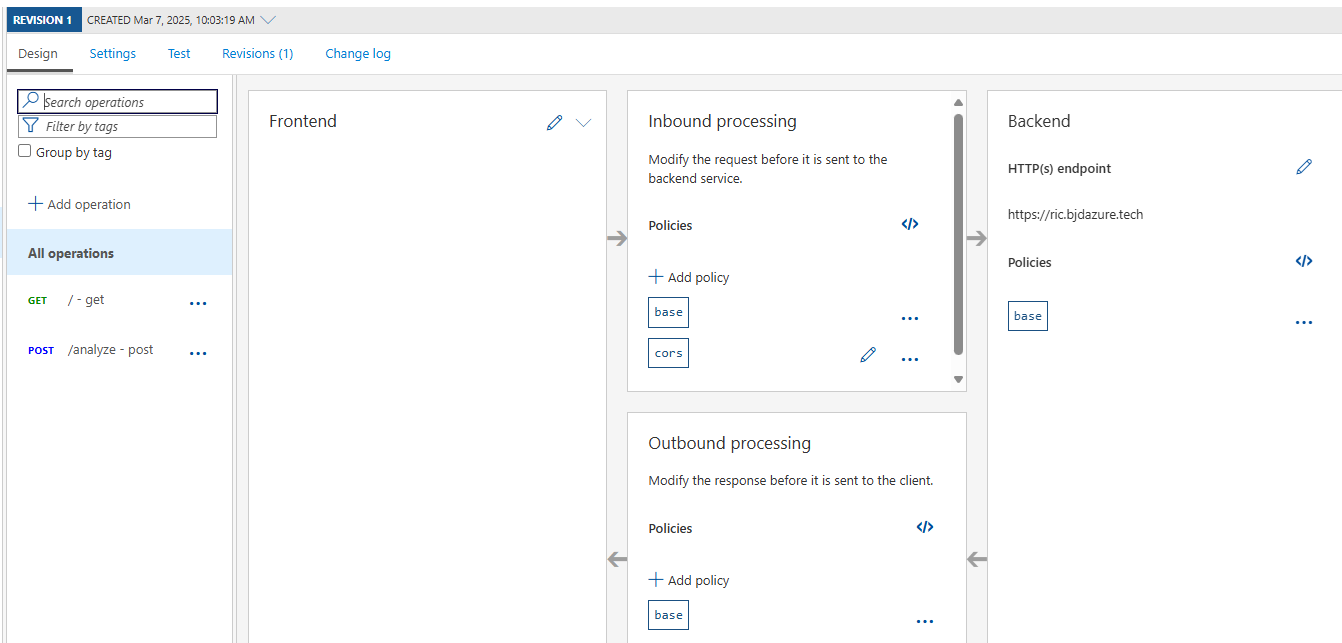 REVISION 1 CREATED Mar 7, 2025, 10:03:19 AM
Design Settings Test Revisions (1) Change log
Search operations
Filter by tags
Group by tag
Add operation
All operations
GET / - get
POST /analyze - post
Frontend
Inbound processing
Modify the request before it is sent to the
backend service.
Policies </>
Add policy
base
cors
Outbound processing
Modify the response before it is sent to the client.
Policies </>
Add policy
base
Backend
HTTP(s) endpoint
https://ric.bjdazure.tech
Policies </>
base